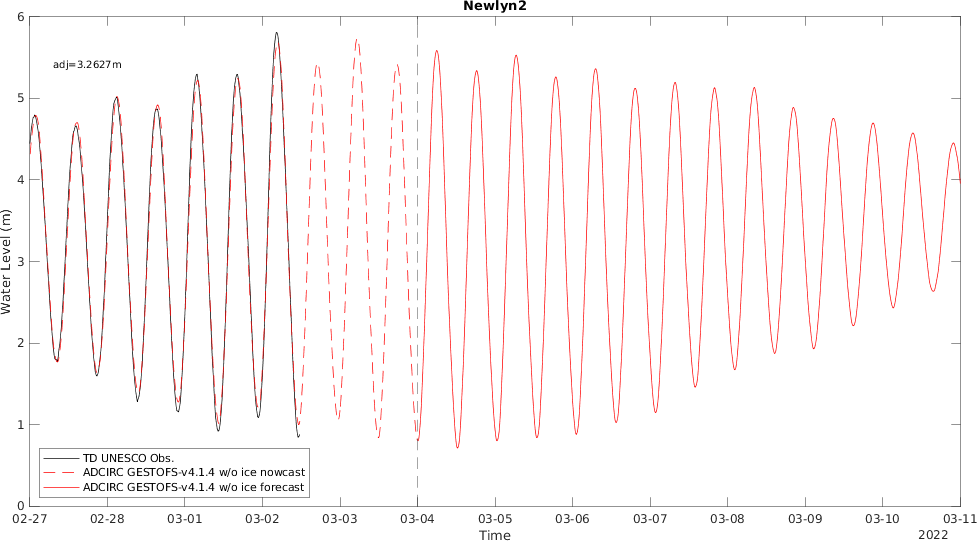 Newlyn2
adj=3.2627m
6
5
4
3
2
1
0
Water Level (m)
TD UNESCO Obs.
ADCIRC GESTOFS-v4.1.4 w/o ice nowcast
ADCIRC GESTOFS-v4.1.4 w/o ice forecast
02-27 02-28 03-01 03-02 03-03 03-04 03-05 03-06 03-07 03-08 03-09 03-10 03-11
Time
2022